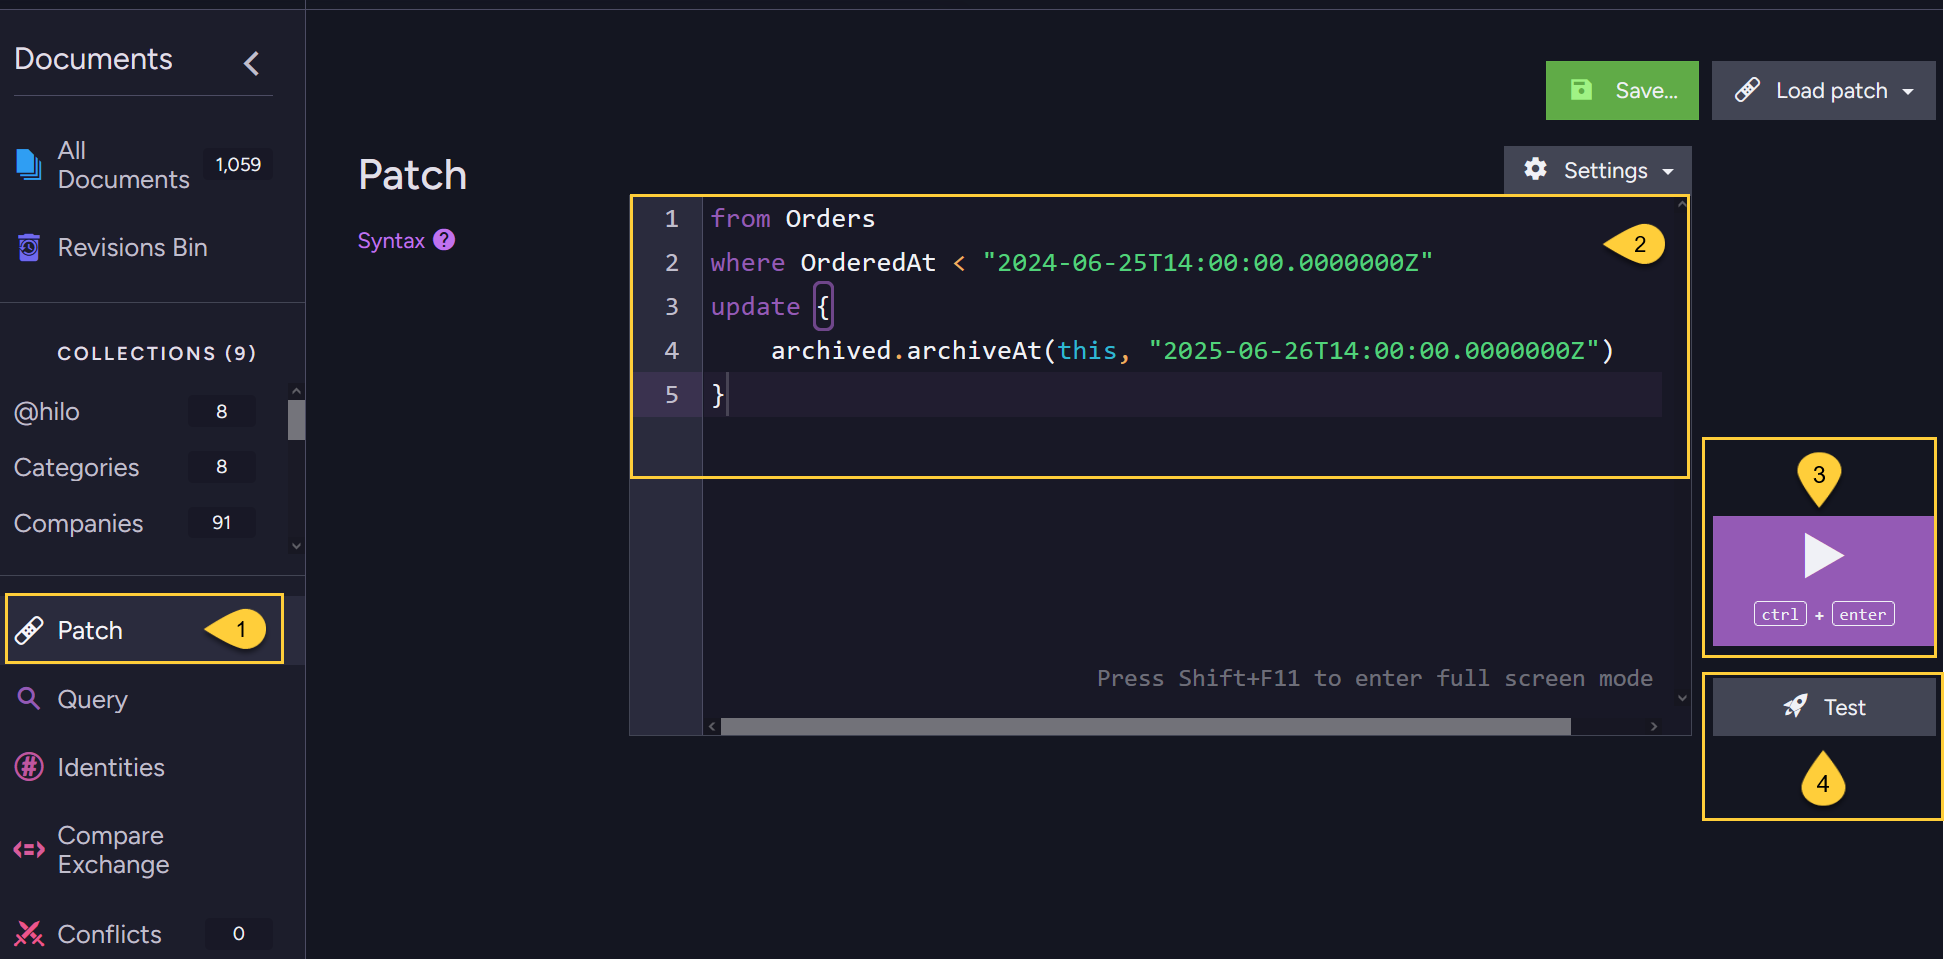 Documents
All
Documents
1,059
Revisions Bin
COLLECTIONS (9)
@hilo
8
Categories
8
Companies
91
Patch
1
Query
Identities
Compare
Exchange
Conflicts
0
Save...
Load patch
Patch
Settings
Syntax ?
1 from Orders
2 where OrderedAt < "2024-06-25T14:00:00.0000000Z"
3 update {
4     archived.archiveAt(this, "2025-06-26T14:00:00.0000000Z")
5 }
2
Press Shift+F11 to enter full screen mode
3
ctrl + enter
Test
4